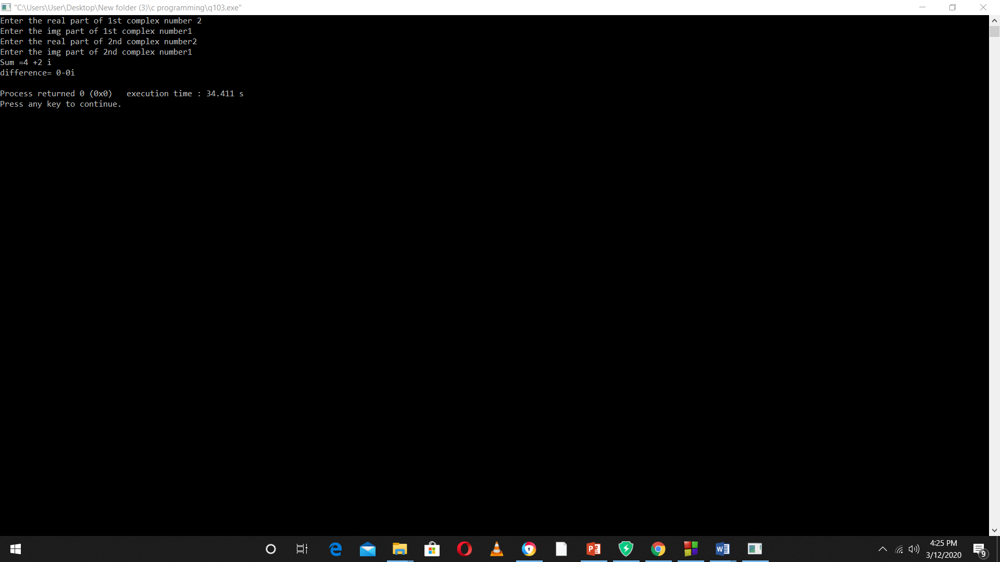 "C:\Users\User\Desktop\New folder (3)\c programming\q103.exe"
Enter the real part of 1st complex number 2
Enter the img part of 1st complex number1
Enter the real part of 2nd complex number2
Enter the img part of 2nd complex number1
Sum =4 +2 i
difference= 0-0i
Process returned 0 (0x0)   execution time : 34.411 s
Press any key to continue.
4:25 PM
3/12/2020
9